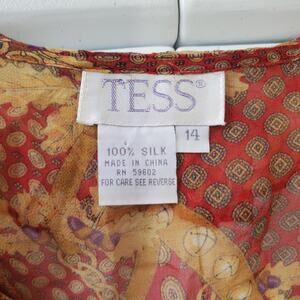 TESS®
14
100% SILK
MADE IN CHINA
RN 59602
FOR CARE SEE REVERSE